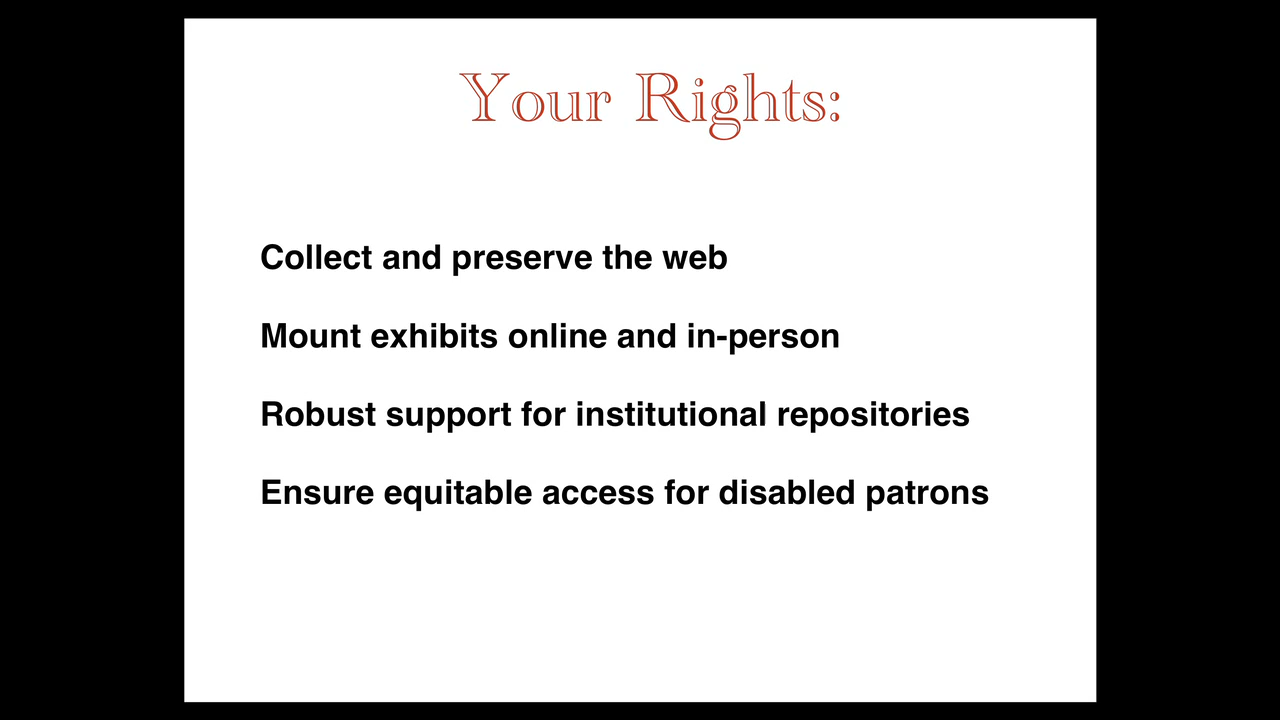 Your Rights:
Collect and preserve the web
Mount exhibits online and in-person
Robust support for institutional repositories
Ensure equitable access for disabled patrons